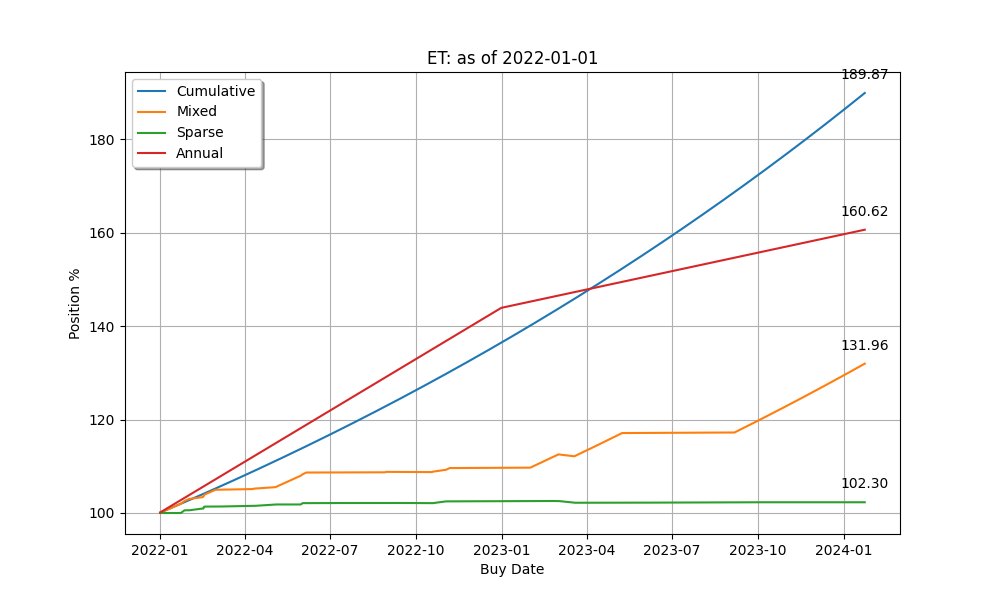 ET: as of 2022-01-01
189.87
Cumulative
Mixed
Sparse
Annual
180
160.62
160
140
131.96
120
102.30
100
Position %
2022-01
2022-04
2022-07
2022-10
2023-01
2023-04
2023-07
2023-10
2024-01
Buy Date